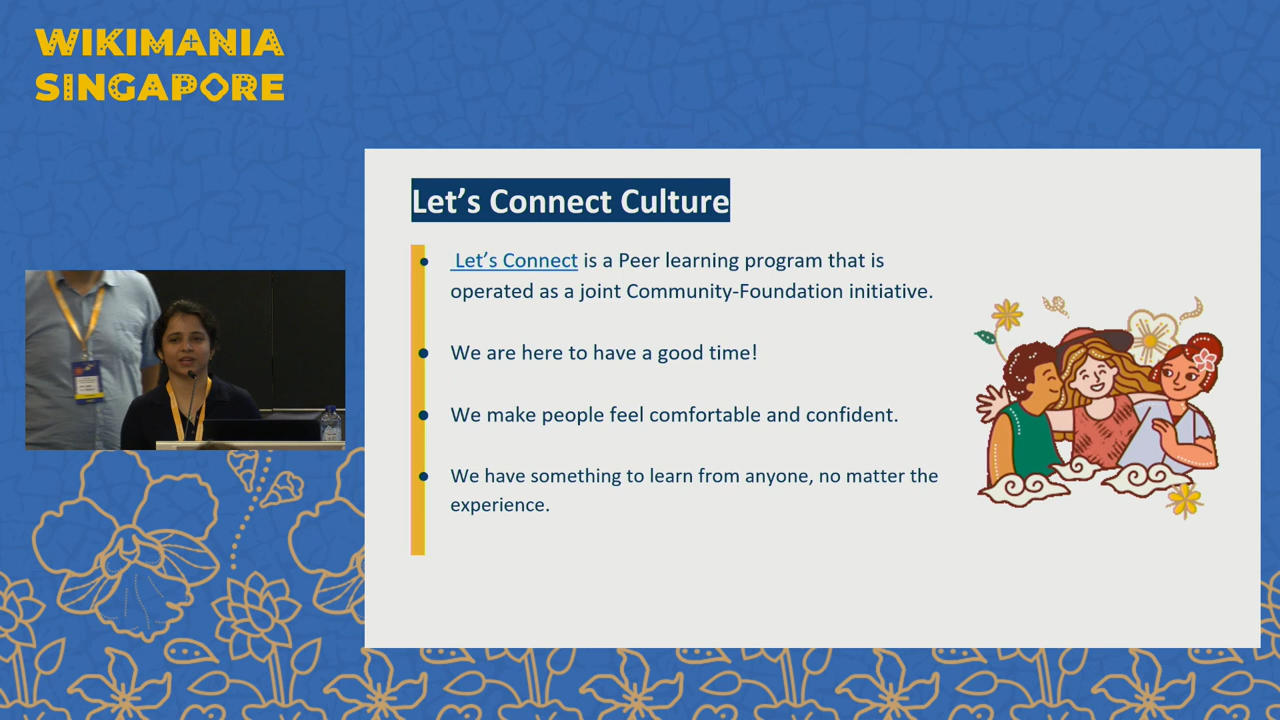 WIKIMANIA
SINGAPORE
Let’s Connect Culture
● Let’s Connect is a Peer learning program that is
operated as a joint Community-Foundation initiative.
● We are here to have a good time!
● We make people feel comfortable and confident.
● We have something to learn from anyone, no matter the
experience.